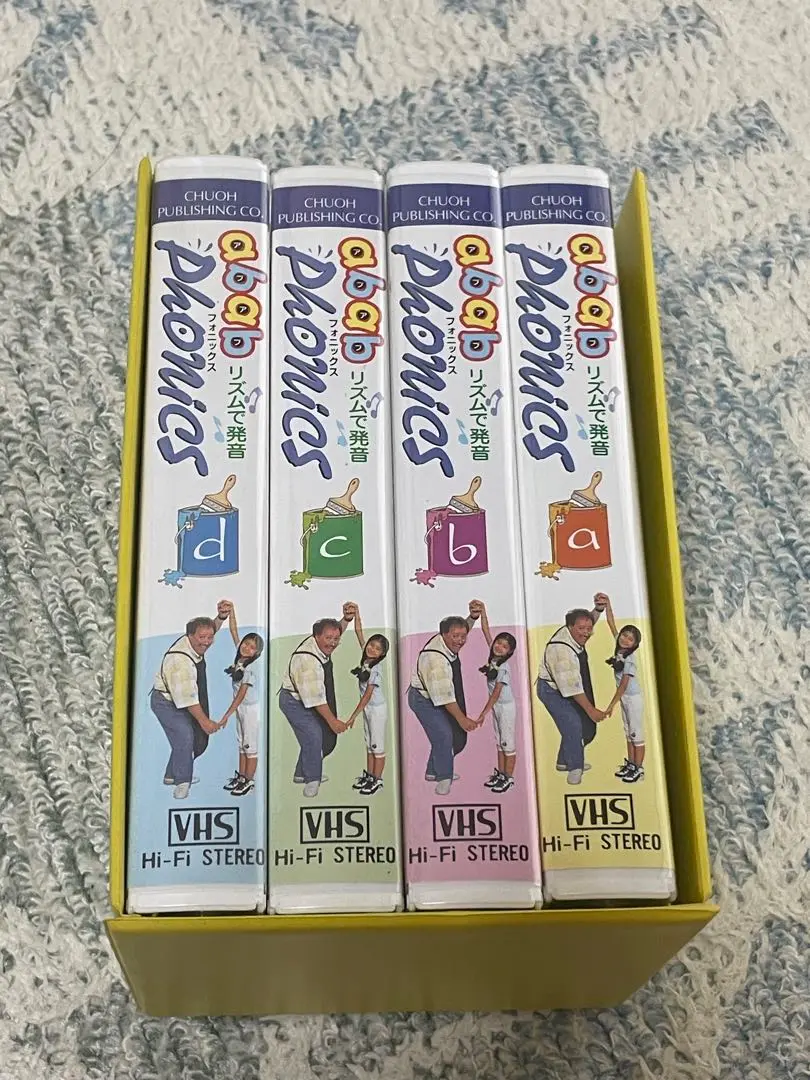 CHUOH
PUBLISHING CO.
abab
Phonics
フォニックス
リズムで発音
d
VHS
Hi-Fi STEREO
CHUOH
PUBLISHING CO.
abab
Phonics
フォニックス
リズムで発音
c
VHS
Hi-Fi STEREO
CHUOH
PUBLISHING CO.
abab
Phonics
フォニックス
リズムで発音
b
VHS
Hi-Fi STEREO
CHUOH
PUBLISHING CO.
abab
Phonics
フォニックス
リズムで発音
a
VHS
Hi-Fi STEREO